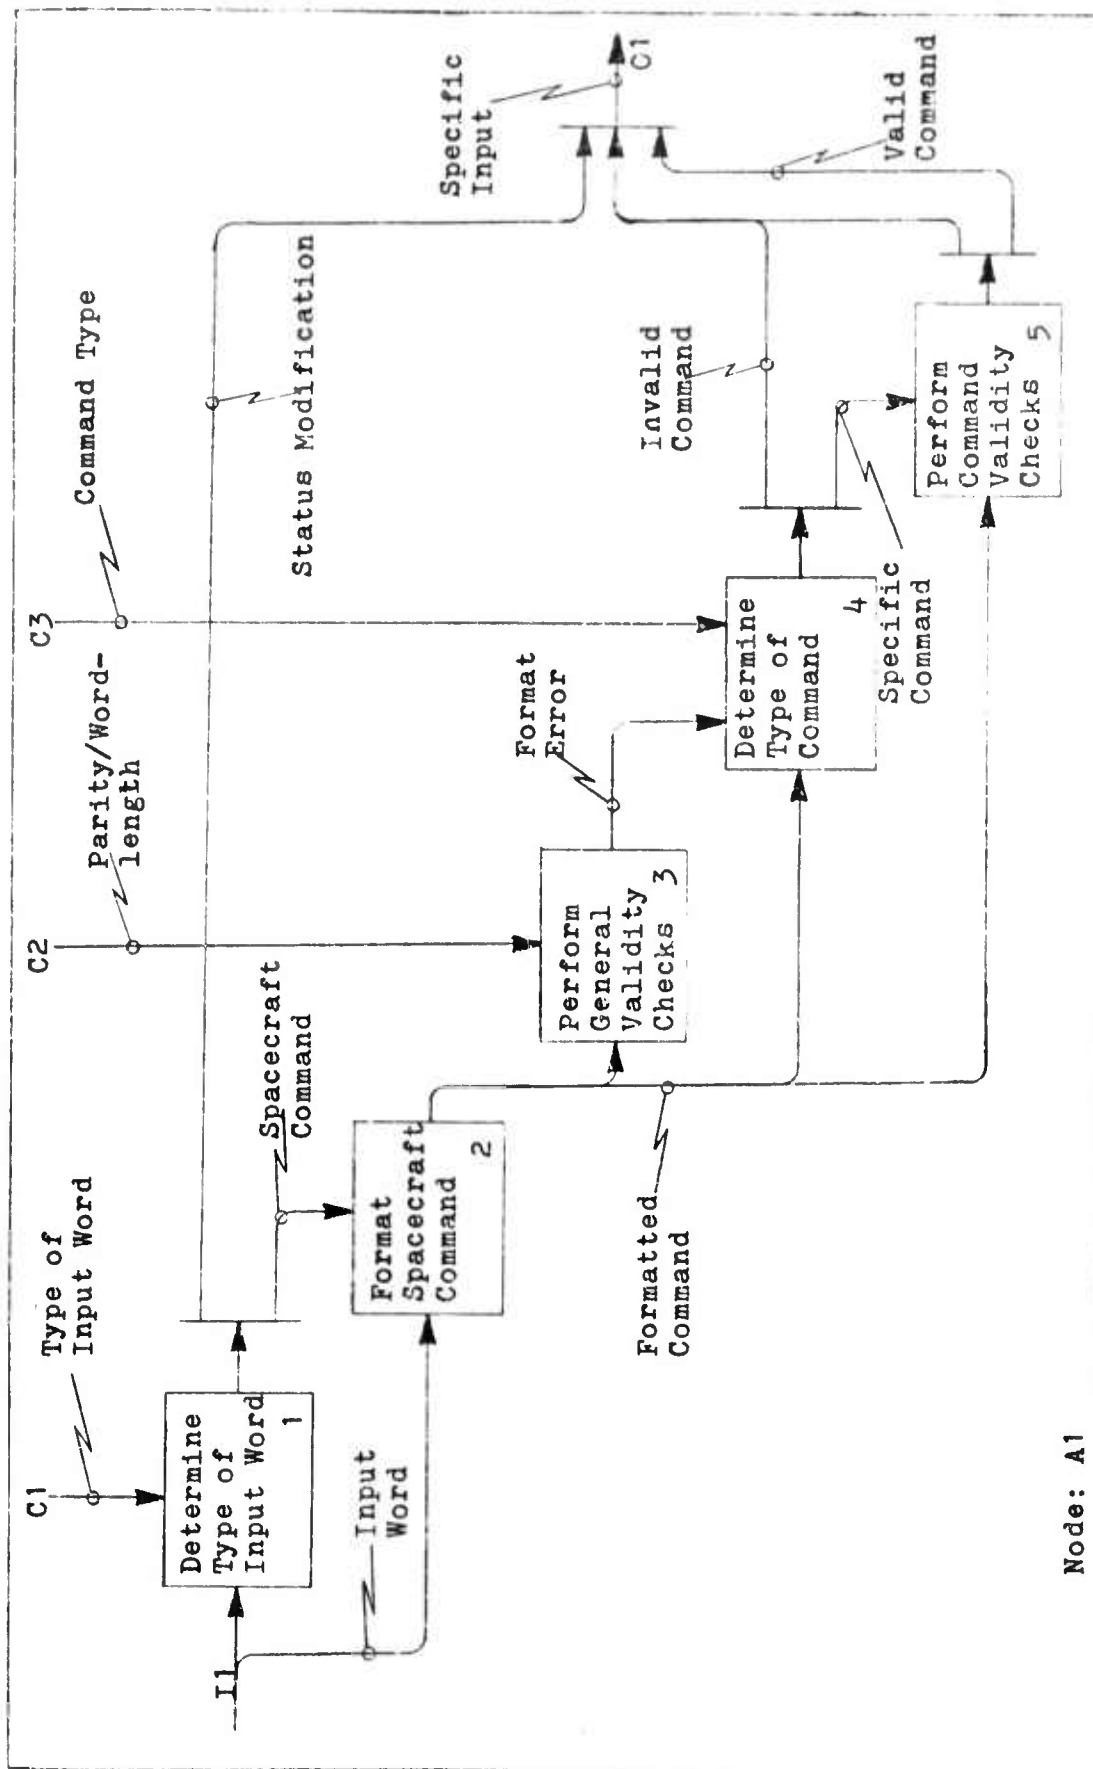 C1
Type of
Input Word
C2
Parity/Word-
length
C3
Command Type
I1
Determine
Type of
Input Word
1
Input
Word
Status Modification
Spacecraft
Command
Format
Spacecraft
Command
2
Formatted
Command
Perform
General
Validity
Checks
3
Format
Error
Determine
Type of
Command
4
Invalid
Command
Specific
Command
Perform
Command
Validity
Checks
5
Specific
Input
C1
Valid
Command
Node: A1